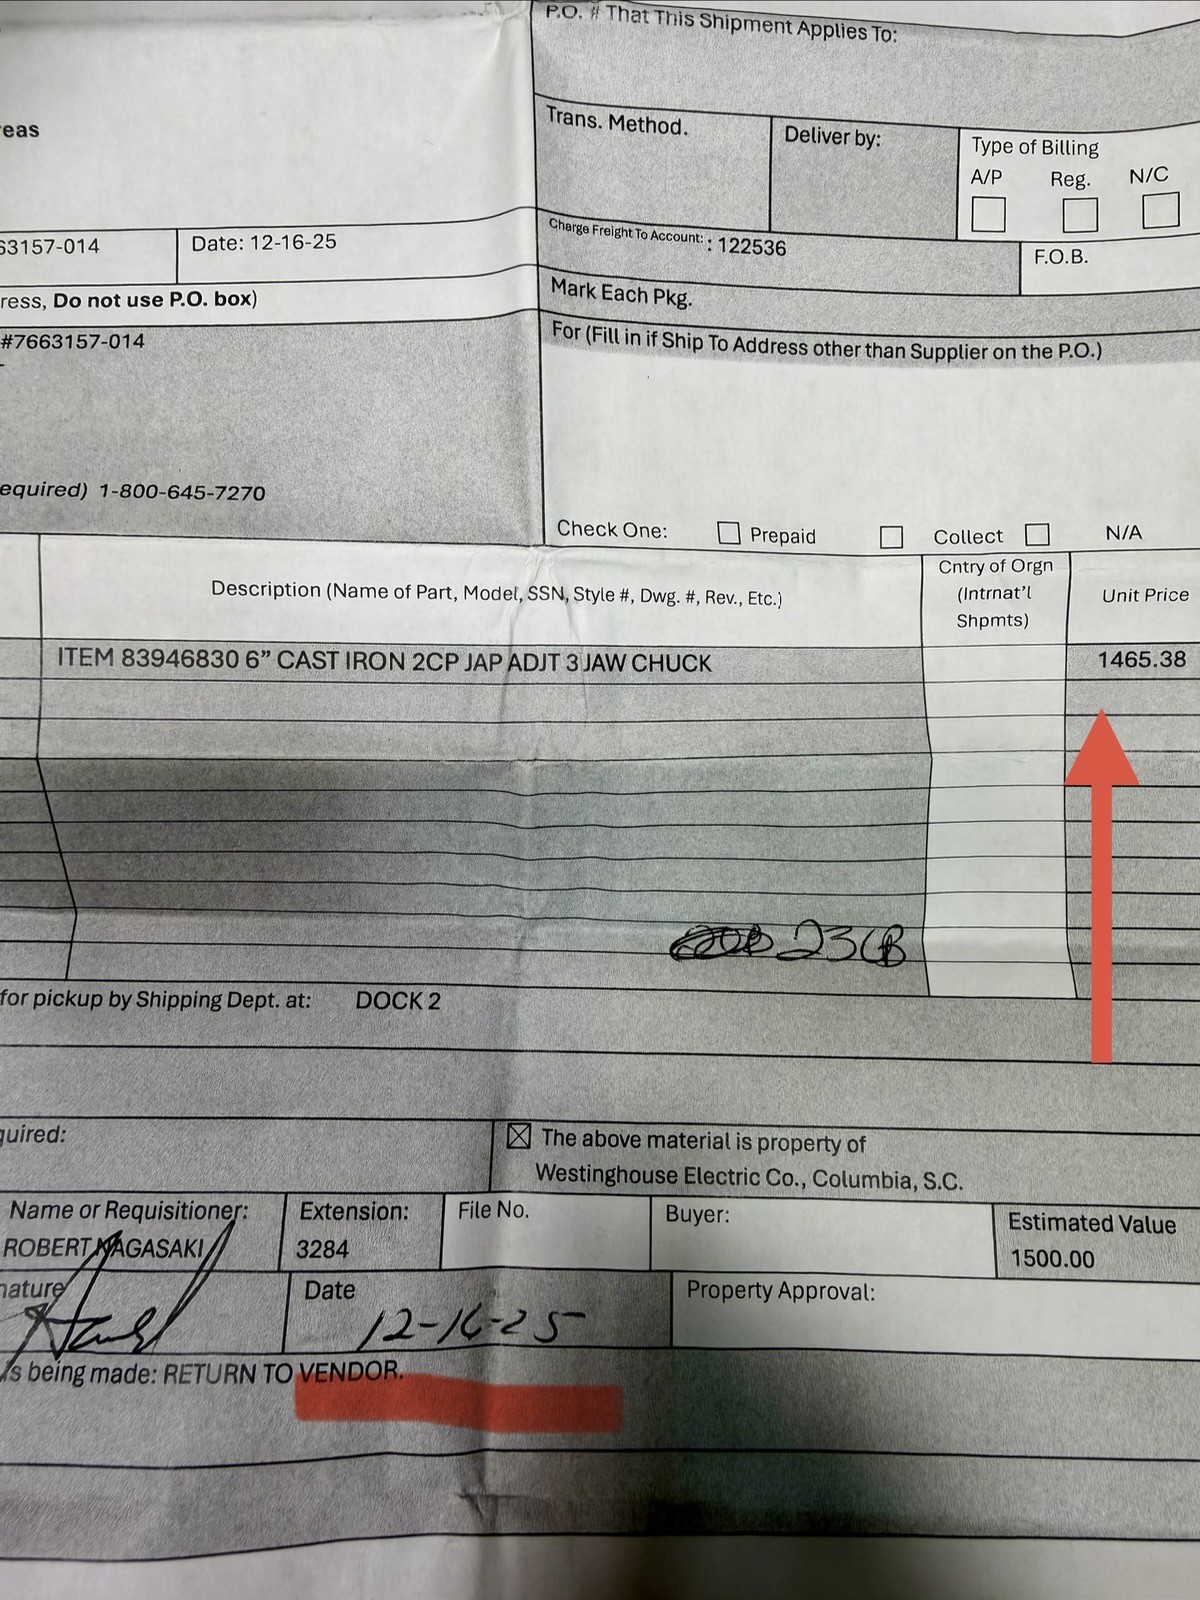 P.O. # That This Shipment Applies To:
eas
Trans. Method.
Deliver by:
Type of Billing
A/P Reg. N/C
63157-014
Date: 12-16-25
Charge Freight To Account: : 122536
F.O.B.
ress, Do not use P.O. box)
Mark Each Pkg.
#7663157-014
For (Fill in if Ship To Address other than Supplier on the P.O.)
equired) 1-800-645-7270
Check One: Prepaid Collect N/A
Description (Name of Part, Model, SSN, Style #, Dwg. #, Rev., Etc.)
Cntry of Orgn
(Intrnat'l
Shpmts)
Unit Price
ITEM 83946830 6” CAST IRON 2CP JAP ADJT 3 JAW CHUCK
1465.38
for pickup by Shipping Dept. at: DOCK 2
quired:
The above material is property of
Westinghouse Electric Co., Columbia, S.C.
Name or Requisitioner:
ROBERT NAGASAKI
Extension:
3284
File No.
Buyer:
Estimated Value
1500.00
nature
Date
12-16-25
Property Approval:
s being made: RETURN TO VENDOR.